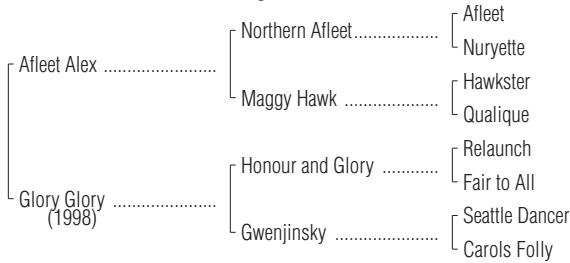 Afleet
Northern Afleet..................
Nuryette
Afleet Alex ........................
Hawkster
Maggy Hawk ....................
Qualique
Relaunch
Honour and Glory ............
Fair to All
Glory Glory ......................
(1998)
Seattle Dancer
Gwenjinsky ......................
Carols Folly